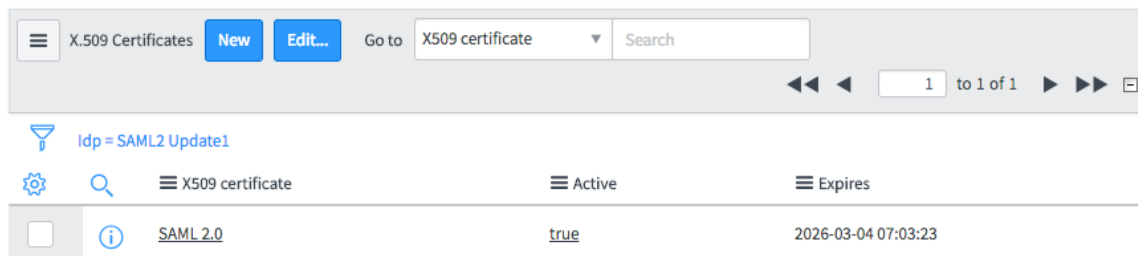 X.509 Certificates New Edit... Go to X509 certificate Search
1 to 1 of 1
Idp = SAML2 Update1
X509 certificate Active Expires
SAML 2.0 true 2026-03-04 07:03:23